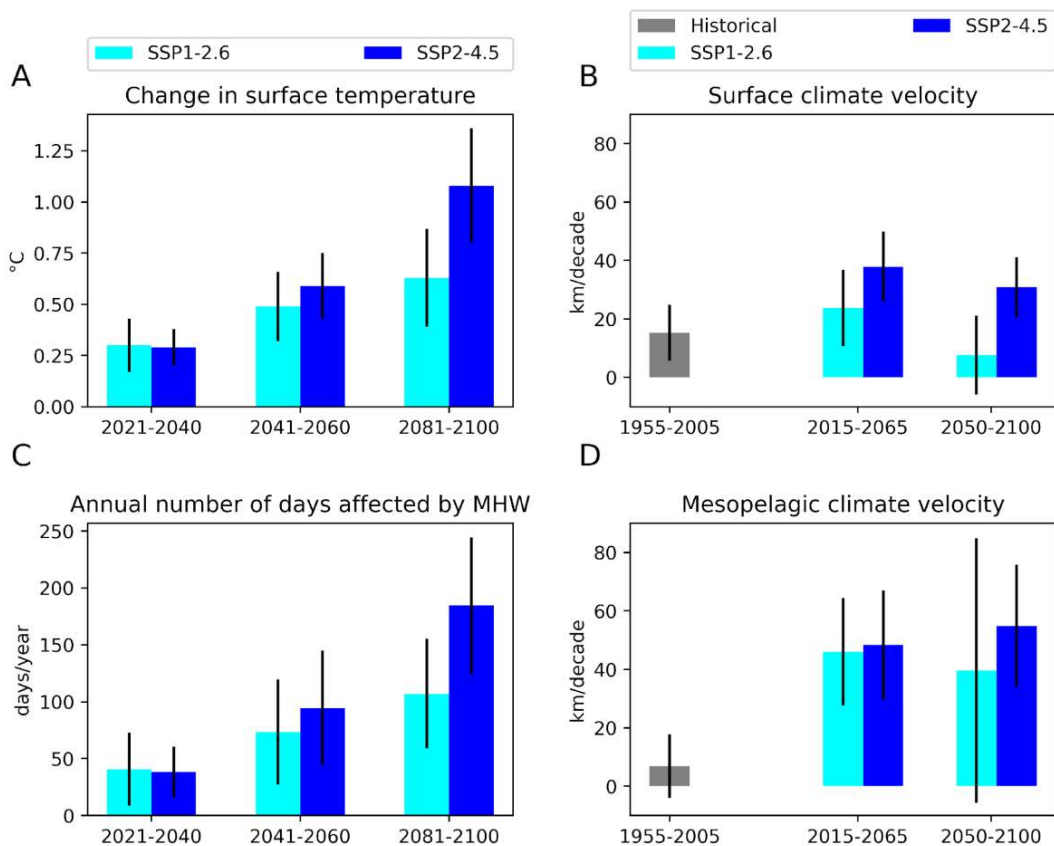 SSP1-2.6 SSP2-4.5
A
Change in surface temperature
1.25
1.00
0.75
0.50
0.25
0.00
°C
2021-2040 2041-2060 2081-2100
Historical SSP2-4.5
SSP1-2.6
B
Surface climate velocity
80
60
40
20
0
km/decade
1955-2005 2015-2065 2050-2100
C
Annual number of days affected by MHW
250
200
150
100
50
0
days/year
2021-2040 2041-2060 2081-2100
D
Mesopelagic climate velocity
80
60
40
20
0
km/decade
1955-2005 2015-2065 2050-2100